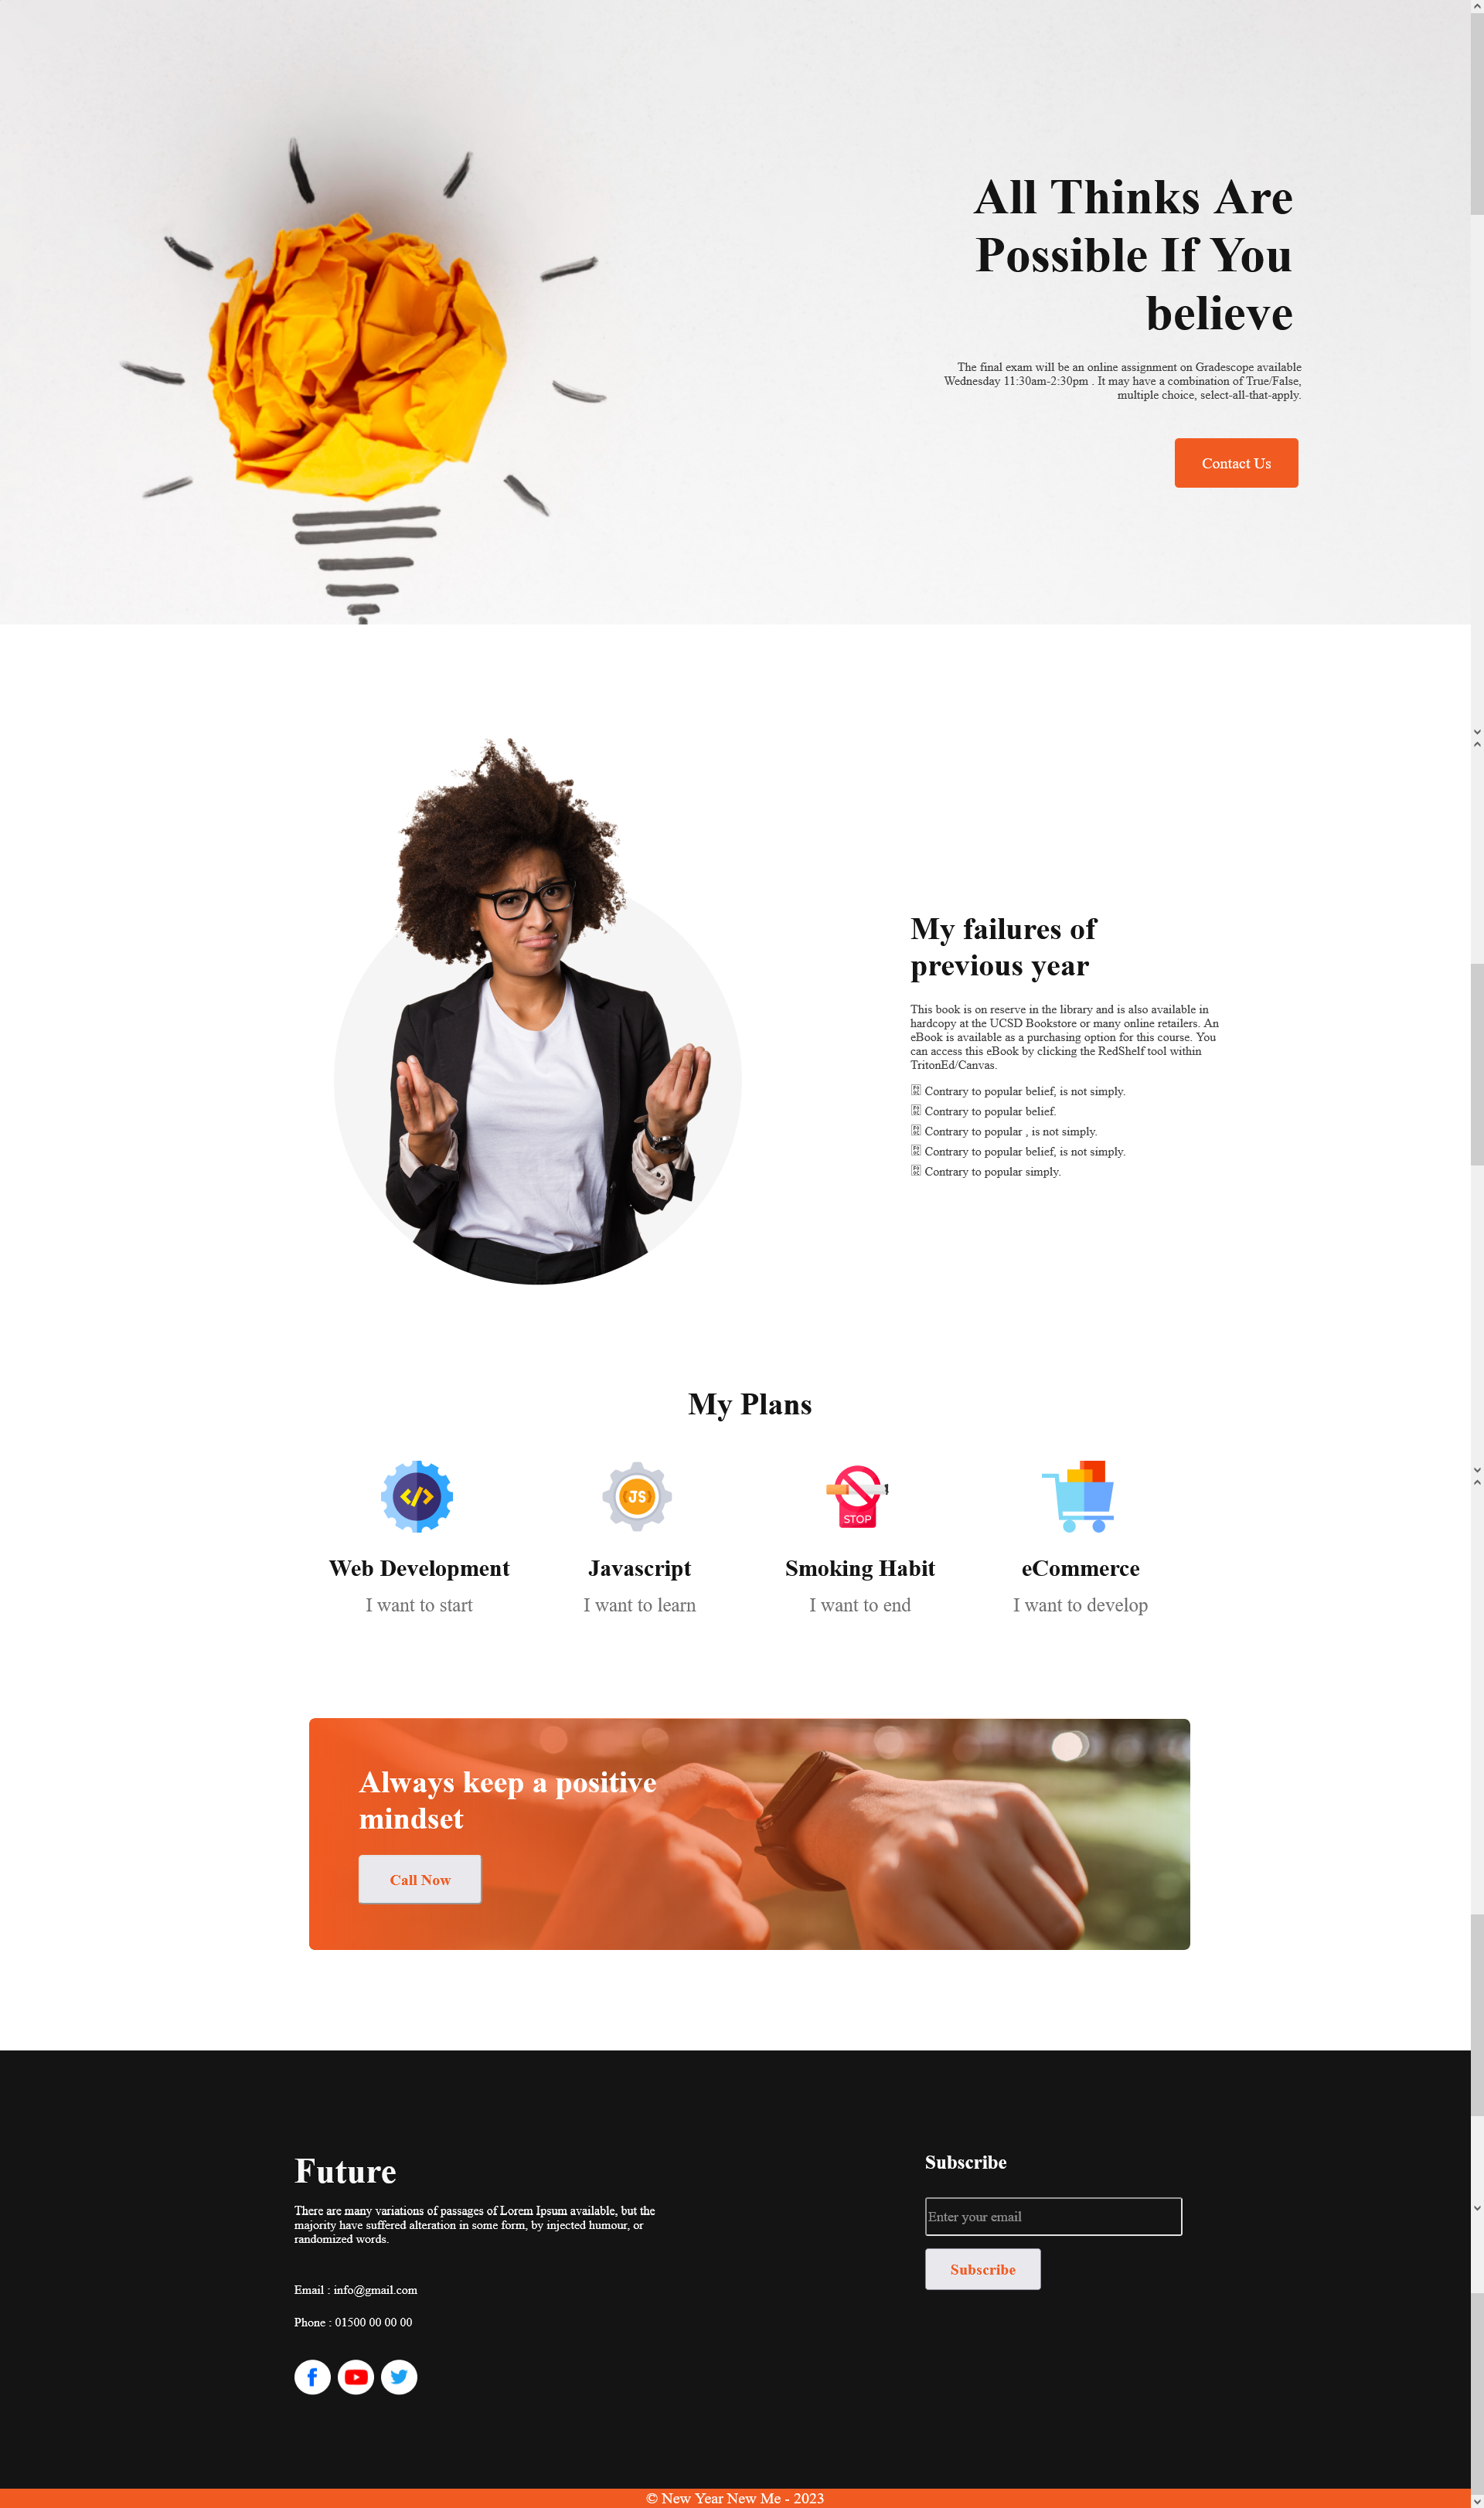 All Thinks Are
Possible If You
believe
The final exam will be an online assignment on Gradescope available
Wednesday 11:30am-2:30pm . It may have a combination of True/False,
multiple choice, select-all-that-apply.
Contact Us
My failures of
previous year
This book is on reserve in the library and is also available in
hardcopy at the UCSD Bookstore or many online retailers. An
eBook is available as a purchasing option for this course. You
can access this eBook by clicking the RedShelf tool within
TritonEd/Canvas.
Contrary to popular belief, is not simply.
Contrary to popular belief.
Contrary to popular , is not simply.
Contrary to popular belief, is not simply.
Contrary to popular simply.
My Plans
</>
{JS}
STOP
Web Development
Javascript
Smoking Habit
eCommerce
I want to start
I want to learn
I want to end
I want to develop
Always keep a positive
mindset
Call Now
Future
There are many variations of passages of Lorem Ipsum available, but the
majority have suffered alteration in some form, by injected humour, or
randomized words.
Email : info@gmail.com
Phone : 01500 00 00 00
Subscribe
Enter your email
Subscribe
© New Year New Me - 2023